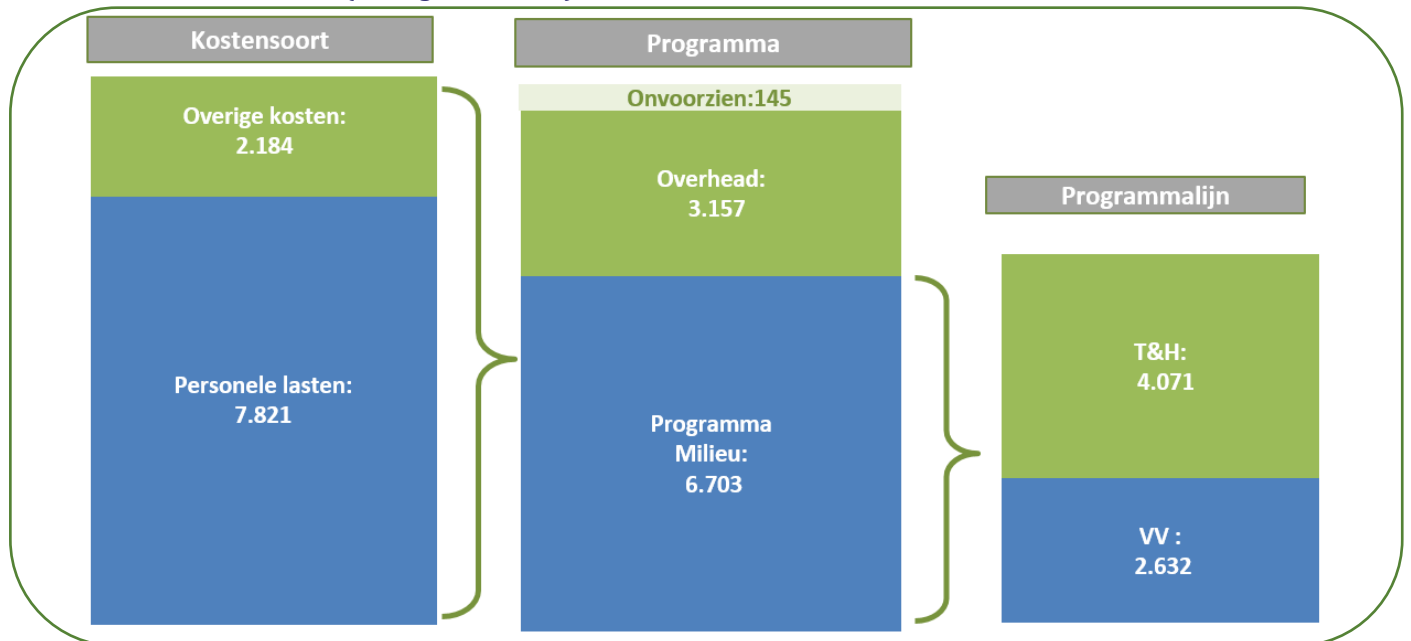 Kostensoort
Overige kosten:
2.184
Personele lasten:
7.821
Programma
Onvoorzien:145
Overhead:
3.157
Programma
Milieu:
6.703
Programmalijn
T&H:
4.071
VV :
2.632